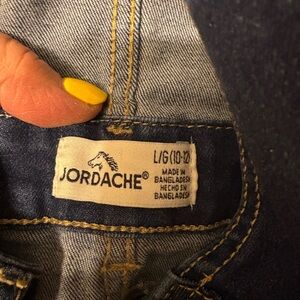 JORDACHE®
L/G (10-12)
MADE IN
BANGLADESH
HECHO EN
BANGLADESH